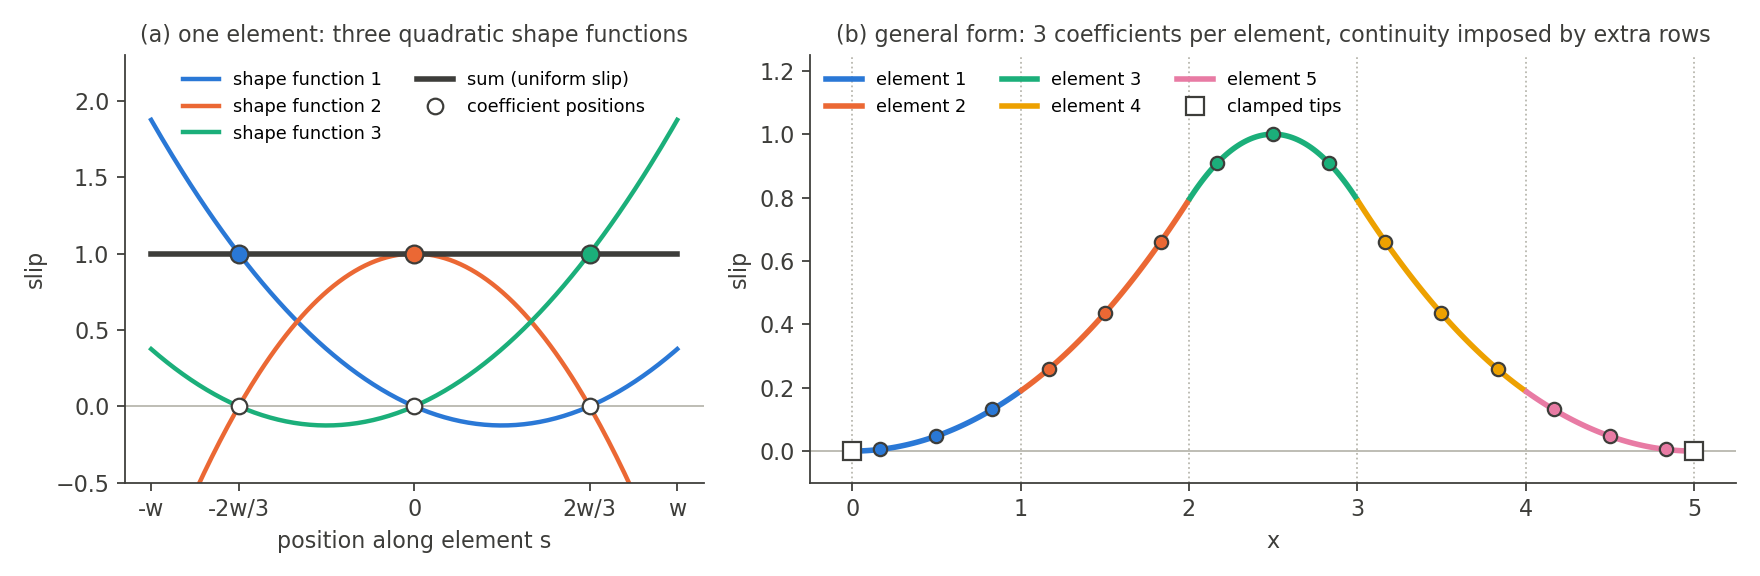 (a) one element: three quadratic shape functions
shape function 1
shape function 2
shape function 3
sum (uniform slip)
coefficient positions
slip
2.0
1.5
1.0
0.5
0.0
−0.5
-w
-2w/3
0
2w/3
w
position along element s
(b) general form: 3 coefficients per element, continuity imposed by extra rows
element 1
element 2
element 3
element 4
element 5
clamped tips
slip
1.2
1.0
0.8
0.6
0.4
0.2
0.0
0
1
2
3
4
5
x